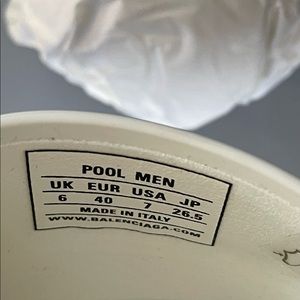 POOL MEN
UK EUR USA JP
6 40 7 26.5
MADE IN ITALY
WWW.BALENCIAGA.COM